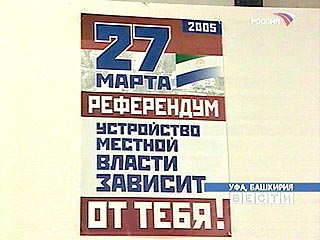 РОССИЯ
2005
27
МАРТА
РЕФЕРЕНДУМ
УСТРОЙСТВО
МЕСТНОЙ
ВЛАСТИ
ЗАВИСИТ
ОТ ТЕБЯ!
УФА, БАШКИРИЯ
ВЕСТИ